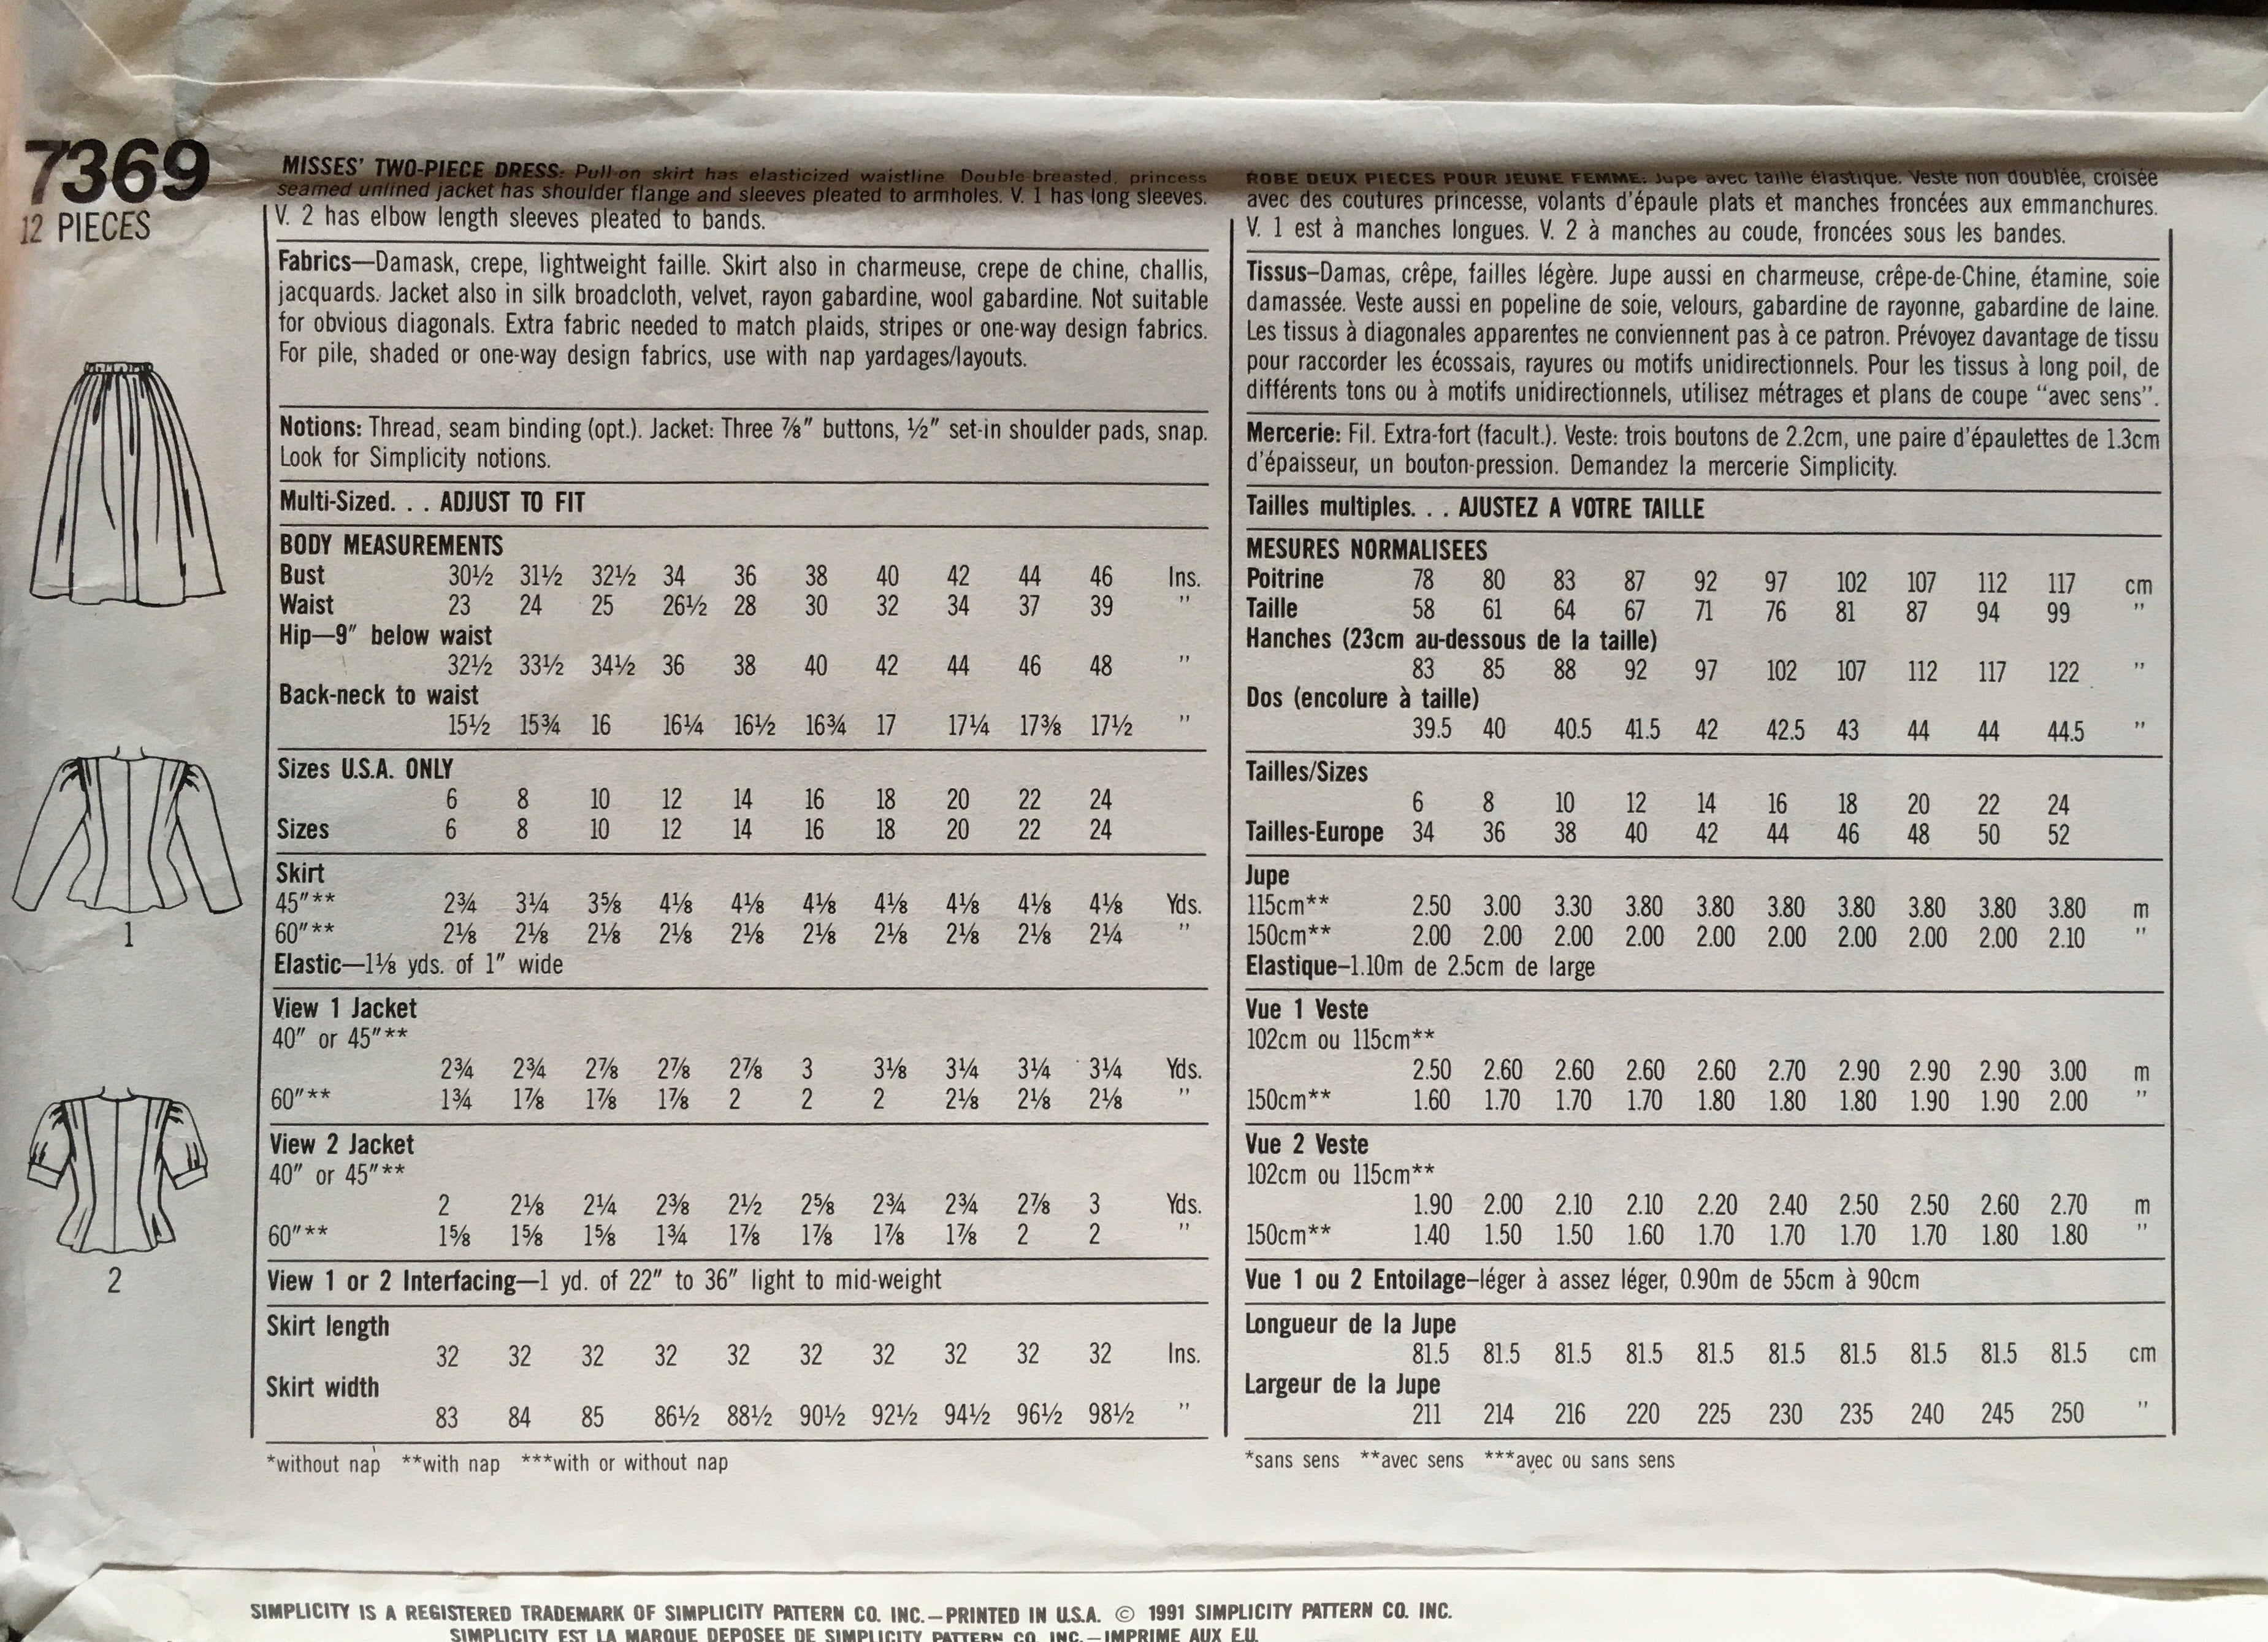 7369
12 PIECES
MISSES' TWO-PIECE DRESS: Pull-on skirt has elasticized waistline. Double-breasted, princess
seamed unlined jacket has shoulder flange and sleeves pleated to armholes. V. 1 has long sleeves.
V. 2 has elbow length sleeves pleated to bands.
Fabrics—Damask, crepe, lightweight faille. Skirt also in charmeuse, crepe de chine, challis,
jacquards. Jacket also in silk broadcloth, velvet, rayon gabardine, wool gabardine. Not suitable
for obvious diagonals. Extra fabric needed to match plaids, stripes or one-way design fabrics.
For pile, shaded or one-way design fabrics, use with nap yardages/layouts.
Notions: Thread, seam binding (opt.). Jacket: Three ⅞″ buttons, ½″ set-in shoulder pads, snap.
Look for Simplicity notions.
Multi-Sized. . . ADJUST TO FIT
BODY MEASUREMENTS
Bust 30½ 31½ 32½ 34 36 38 40 42 44 46 Ins.
Waist 23 24 25 26½ 28 30 32 34 37 39 ″
Hip—9″ below waist
32½ 33½ 34½ 36 38 40 42 44 46 48 ″
Back-neck to waist
15½ 15¾ 16 16¼ 16½ 16¾ 17 17¼ 17⅜ 17½ ″
Sizes U.S.A. ONLY
6 8 10 12 14 16 18 20 22 24
Sizes 6 8 10 12 14 16 18 20 22 24
Skirt
45″** 2¾ 3¼ 3⅝ 4⅛ 4⅛ 4⅛ 4⅛ 4⅛ 4⅛ 4⅛ Yds.
60″** 2⅛ 2⅛ 2⅛ 2⅛ 2⅛ 2⅛ 2⅛ 2⅛ 2⅛ 2¼ ″
Elastic—1⅛ yds. of 1″ wide
View 1 Jacket
40″ or 45″**
2¾ 2¾ 2⅞ 2⅞ 2⅞ 3 3⅛ 3¼ 3¼ 3¼ Yds.
60″** 1¾ 1⅞ 1⅞ 1⅞ 2 2 2 2⅛ 2⅛ 2⅛ ″
View 2 Jacket
40″ or 45″**
2 2⅛ 2¼ 2⅜ 2½ 2⅝ 2¾ 2¾ 2⅞ 3 Yds.
60″** 1⅝ 1⅝ 1⅝ 1¾ 1⅞ 1⅞ 1⅞ 1⅞ 2 2 ″
View 1 or 2 Interfacing—1 yd. of 22″ to 36″ light to mid-weight
Skirt length
32 32 32 32 32 32 32 32 32 32 Ins.
Skirt width
83 84 85 86½ 88½ 90½ 92½ 94½ 96½ 98½ ″
*without nap **with nap ***with or without nap
ROBE DEUX PIECES POUR JEUNE FEMME: Jupe avec taille élastique. Veste non doublée, croisée
avec des coutures princesse, volants d'épaule plats et manches froncées aux emmanchures.
V. 1 est à manches longues. V. 2 à manches au coude, froncées sous les bandes.
Tissus–Damas, crêpe, failles légère. Jupe aussi en charmeuse, crêpe-de-Chine, étamine, soie
damassée. Veste aussi en popeline de soie, velours, gabardine de rayonne, gabardine de laine.
Les tissus à diagonales apparentes ne conviennent pas à ce patron. Prévoyez davantage de tissu
pour raccorder les écossais, rayures ou motifs unidirectionnels. Pour les tissus à long poil, de
différents tons ou à motifs unidirectionnels, utilisez métrages et plans de coupe "avec sens".
Mercerie: Fil. Extra-fort (facult.). Veste: trois boutons de 2.2cm, une paire d'épaulettes de 1.3cm
d'épaisseur, un bouton-pression. Demandez la mercerie Simplicity.
Tailles multiples. . . AJUSTEZ A VOTRE TAILLE
MESURES NORMALISEES
Poitrine 78 80 83 87 92 97 102 107 112 117 cm
Taille 58 61 64 67 71 76 81 87 94 99 ″
Hanches (23cm au-dessous de la taille)
83 85 88 92 97 102 107 112 117 122 ″
Dos (encolure à taille)
39.5 40 40.5 41.5 42 42.5 43 44 44 44.5 ″
Tailles/Sizes
6 8 10 12 14 16 18 20 22 24
Tailles-Europe 34 36 38 40 42 44 46 48 50 52
Jupe
115cm** 2.50 3.00 3.30 3.80 3.80 3.80 3.80 3.80 3.80 3.80 m
150cm** 2.00 2.00 2.00 2.00 2.00 2.00 2.00 2.00 2.00 2.10 ″
Elastique–1.10m de 2.5cm de large
Vue 1 Veste
102cm ou 115cm**
2.50 2.60 2.60 2.60 2.60 2.70 2.90 2.90 2.90 3.00 m
150cm** 1.60 1.70 1.70 1.70 1.80 1.80 1.80 1.90 1.90 2.00 ″
Vue 2 Veste
102cm ou 115cm**
1.90 2.00 2.10 2.10 2.20 2.40 2.50 2.50 2.60 2.70 m
150cm** 1.40 1.50 1.50 1.60 1.70 1.70 1.70 1.70 1.80 1.80 ″
Vue 1 ou 2 Entoilage–léger à assez léger, 0.90m de 55cm à 90cm
Longueur de la Jupe
81.5 81.5 81.5 81.5 81.5 81.5 81.5 81.5 81.5 81.5 cm
Largeur de la Jupe
211 214 216 220 225 230 235 240 245 250 ″
*sans sens **avec sens ***avec ou sans sens
1
2
SIMPLICITY IS A REGISTERED TRADEMARK OF SIMPLICITY PATTERN CO. INC.—PRINTED IN U.S.A. © 1991 SIMPLICITY PATTERN CO. INC.
SIMPLICITY EST LA MARQUE DEPOSEE DE SIMPLICITY PATTERN CO. INC.—IMPRIME AUX E.U.